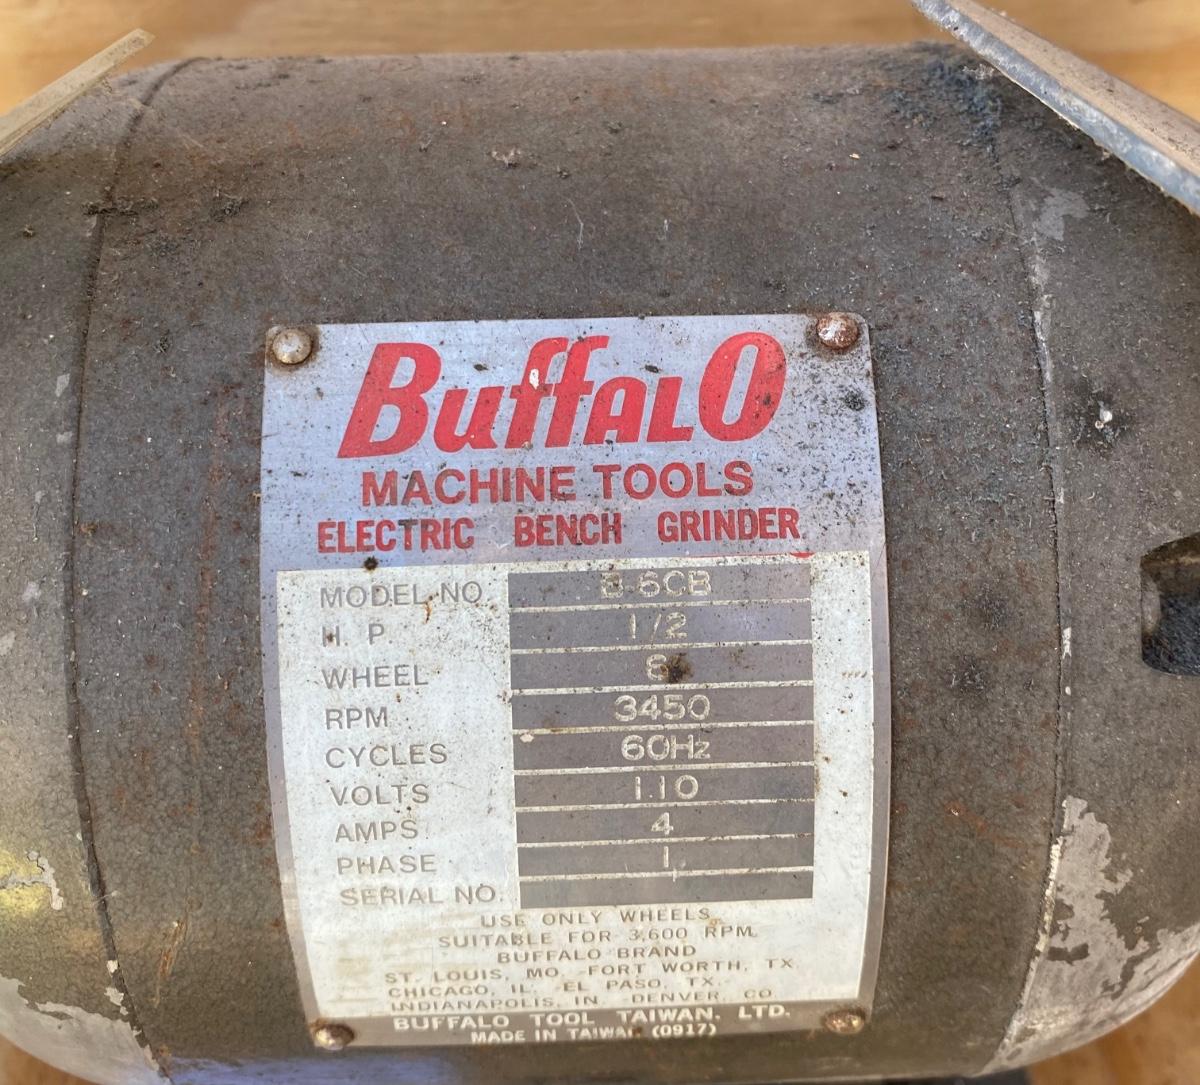 BuffalO
MACHINE TOOLS
ELECTRIC BENCH GRINDER
MODEL NO. B-6CB
H. P. 1/2
WHEEL 6"
RPM 3450
CYCLES 60Hz
VOLTS 110
AMPS 4
PHASE 1
SERIAL NO.
USE ONLY WHEELS
SUITABLE FOR 3,600 RPM.
BUFFALO BRAND
ST. LOUIS, MO. -FORT WORTH, TX.
CHICAGO, IL. -EL PASO, TX.
INDIANAPOLIS, IN. -DENVER, CO.
BUFFALO TOOL TAIWAN. LTD.
MADE IN TAIWAN (0917)